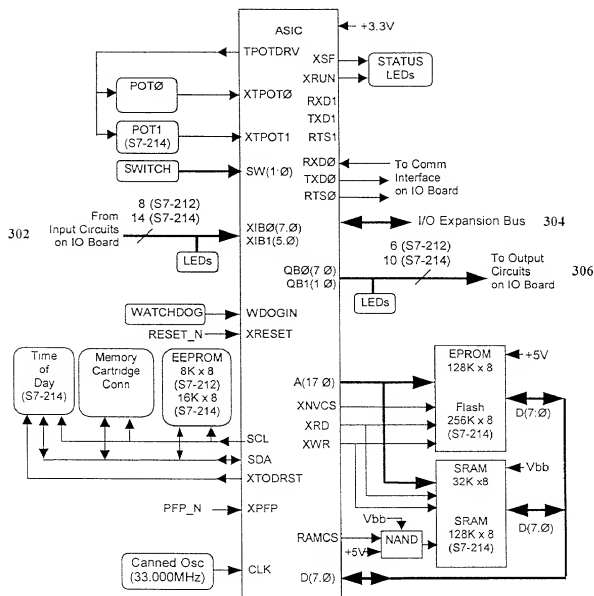 ASIC
+3.3V
TPOTDRV
XSF
STATUS
LEDs
XRUN
POTØ
XTPOTØ
RXD1
TXD1
POT1
(S7-214)
XTPOT1
RTS1
SWITCH
SW(1·Ø)
RXDØ
TXDØ
RTSØ
To Comm
Interface
on IO Board
302
From
Input Circuits
on IO Board
8 (S7-212)
14 (S7-214)
XIBØ(7.Ø)
XIB1(5.Ø)
LEDs
I/O Expansion Bus
304
QBØ(7 Ø)
QB1(1 Ø)
6 (S7-212)
10 (S7-214)
LEDs
To Output
Circuits
on IO Board
306
WATCHDOG
WDOGIN
RESET_N
XRESET
Time
of
Day
(S7-214)
Memory
Cartridge
Conn
EEPROM
8K x 8
(S7-212)
16K x 8
(S7-214)
SCL
SDA
XTODRST
A(17 Ø)
XNVCS
XRD
XWR
EPROM
128K x 8
Flash
256K x 8
(S7-214)
+5V
D(7:Ø)
SRAM
32K x8
SRAM
128K x 8
(S7-214)
Vbb
D(7.Ø)
PFP_N
XPFP
Vbb
RAMCS
+5V
NAND
Canned Osc
(33.000MHz)
CLK
D(7.Ø)